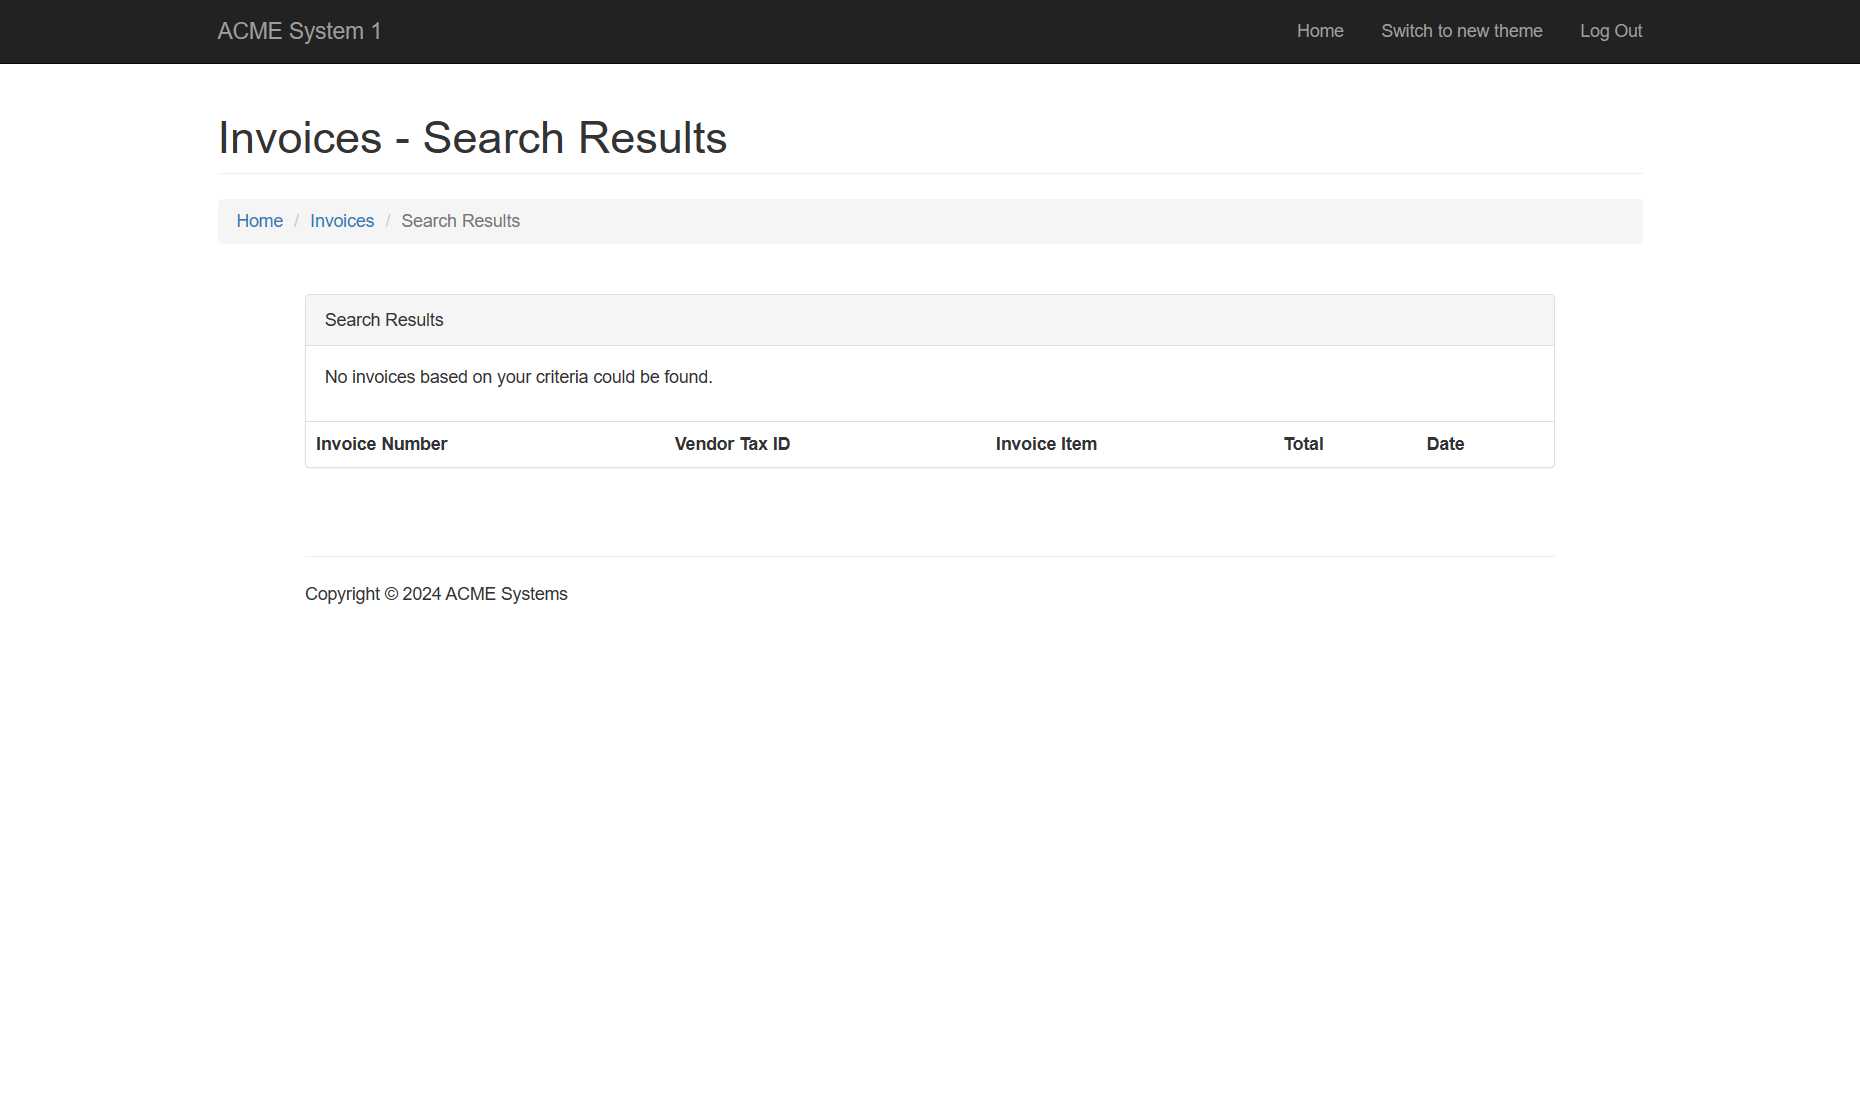 ACME System 1 Home Switch to new theme Log Out
Invoices - Search Results
Home / Invoices / Search Results
Search Results
No invoices based on your criteria could be found.
Invoice Number Vendor Tax ID Invoice Item Total Date
Copyright © 2024 ACME Systems